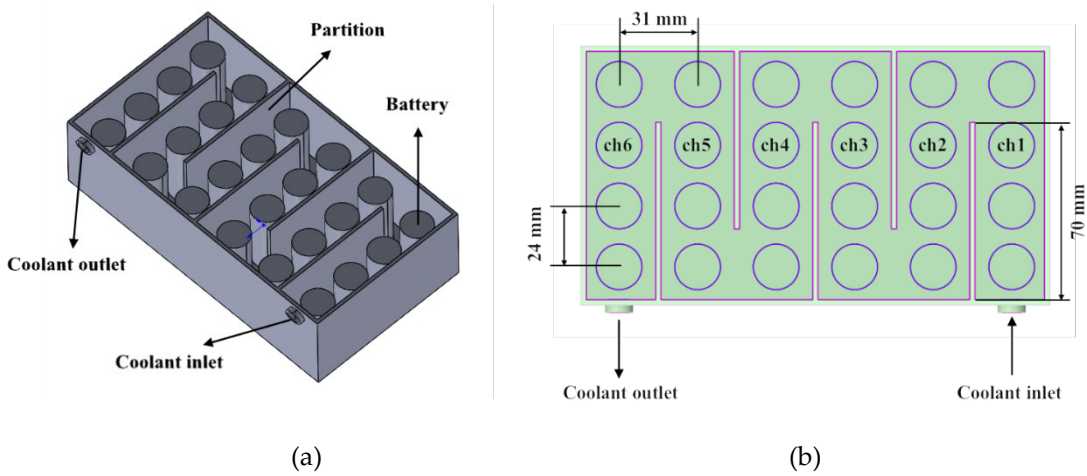 Partition
Battery
Coolant outlet
Coolant inlet
(a)
31 mm
ch6 ch5 ch4 ch3 ch2 ch1
24 mm
70 mm
Coolant outlet
Coolant inlet
(b)